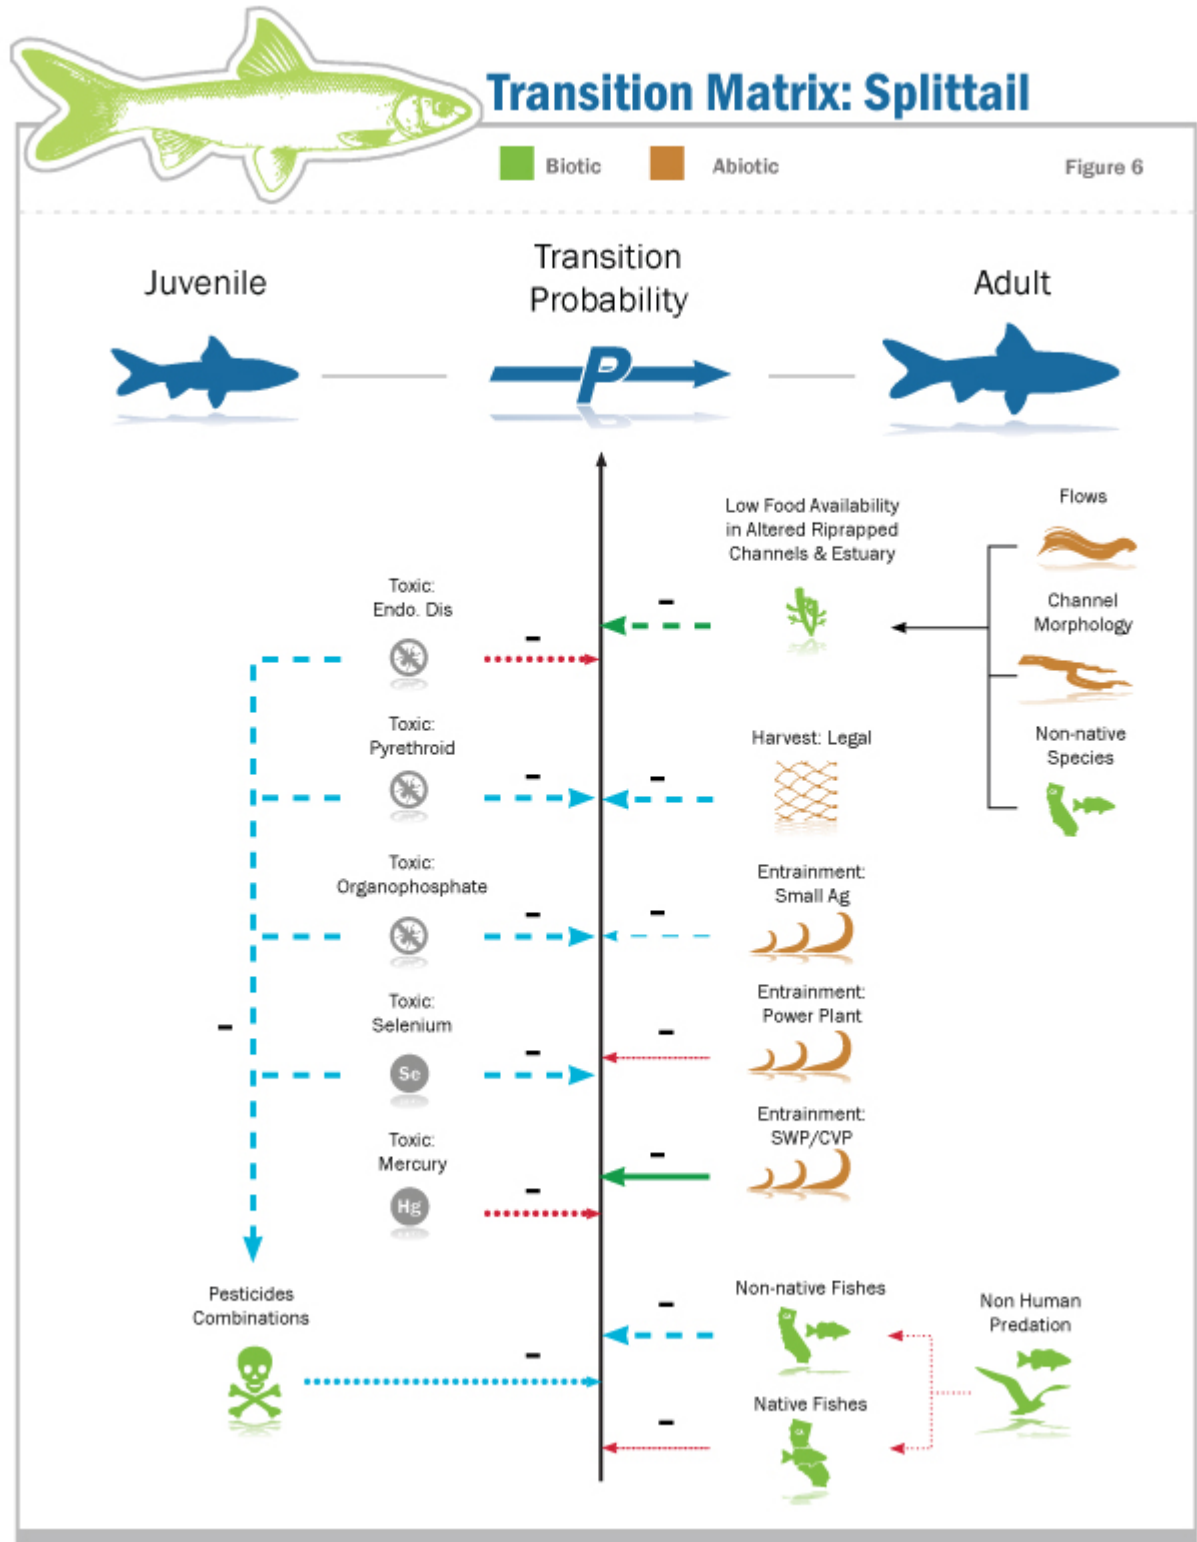 Transition Matrix: Splittail
Biotic
Abiotic
Figure 6
Juvenile
Transition
Probability
Adult
P
Low Food Availability
in Altered Riprapped
Channels & Estuary
Flows
Channel
Morphology
Non-native
Species
Toxic:
Endo. Dis
Toxic:
Pyrethroid
Harvest: Legal
Toxic:
Organophosphate
Entrainment:
Small Ag
Toxic:
Selenium
Se
Entrainment:
Power Plant
Toxic:
Mercury
Hg
Entrainment:
SWP/CVP
Pesticides
Combinations
Non-native Fishes
Non Human
Predation
Native Fishes